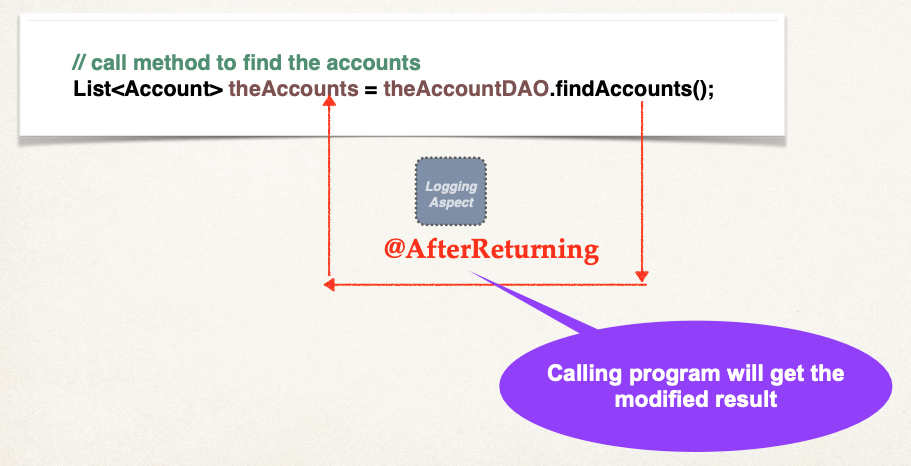 // call method to find the accounts
List<Account> theAccounts = theAccountDAO.findAccounts();
Logging
Aspect
@AfterReturning
Calling program will get the
modified result